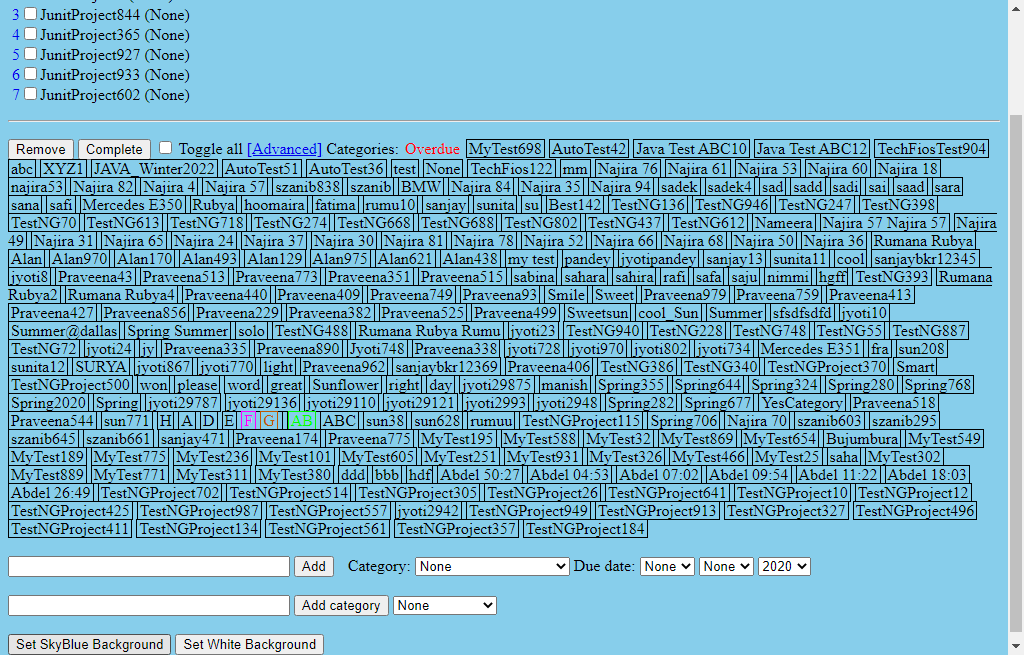 3 JunitProject844 (None)
4 JunitProject365 (None)
5 JunitProject927 (None)
6 JunitProject933 (None)
7 JunitProject602 (None)
Remove Complete Toggle all [Advanced] Categories: Overdue MyTest698 AutoTest42 Java Test ABC10 Java Test ABC12 TechFiosTest904
abc XYZ1 JAVA_Winter2022 AutoTest51 AutoTest36 test None TechFios122 mm Najira 76 Najira 61 Najira 53 Najira 60 Najira 18
najira53 Najira 82 Najira 4 Najira 57 szanib838 szanib BMW Najira 84 Najira 35 Najira 94 sadek sadek4 sad sadd sadi sai saad sara
sana safi Mercedes E350 Rubya hoomaira fatima rumu10 sanjay sunita su Best142 TestNG136 TestNG946 TestNG247 TestNG398
TestNG70 TestNG613 TestNG718 TestNG274 TestNG668 TestNG688 TestNG802 TestNG437 TestNG612 Nameera Najira 57 Najira 57 Najira
49 Najira 31 Najira 65 Najira 24 Najira 37 Najira 30 Najira 81 Najira 78 Najira 52 Najira 66 Najira 68 Najira 50 Najira 36 Rumana Rubya
Alan Alan970 Alan170 Alan493 Alan129 Alan975 Alan621 Alan438 my test pandey jyotipandey sanjay13 sunita11 cool sanjaybkr12345
jyoti8 Praveena43 Praveena513 Praveena773 Praveena351 Praveena515 sabina sahara sahira rafi safa saju nimmi hgff TestNG393 Rumana
Rubya2 Rumana Rubya4 Praveena440 Praveena409 Praveena749 Praveena93 Smile Sweet Praveena979 Praveena759 Praveena413
Praveena427 Praveena856 Praveena229 Praveena382 Praveena525 Praveena499 Sweetsun cool_Sun Summer sfsdfsdfd jyoti10
Summer@dallas Spring Summer solo TestNG488 Rumana Rubya Rumu jyoti23 TestNG940 TestNG228 TestNG748 TestNG55 TestNG887
TestNG72 jyoti24 jy Praveena335 Praveena890 Jyoti748 Praveena338 jyoti728 jyoti970 jyoti802 jyoti734 Mercedes E351 fra sun208
sunita12 SURYA jyoti867 jyoti770 light Praveena962 sanjaybkr12369 Praveena406 TestNG386 TestNG340 TestNGProject370 Smart
TestNGProject500 won please word great Sunflower right day jyoti29875 manish Spring355 Spring644 Spring324 Spring280 Spring768
Spring2020 Spring jyoti29787 jyoti29136 jyoti29110 jyoti29121 jyoti2993 jyoti2948 Spring282 Spring677 YesCategory Praveena518
Praveena544 sun771 H A D E F G AB ABC sun38 sun628 rumuu TestNGProject115 Spring706 Najira 70 szanib603 szanib295
szanib645 szanib661 sanjay471 Praveena174 Praveena775 MyTest195 MyTest588 MyTest32 MyTest869 MyTest654 Bujumbura MyTest549
MyTest189 MyTest775 MyTest236 MyTest101 MyTest605 MyTest251 MyTest931 MyTest326 MyTest466 MyTest25 saha MyTest302
MyTest889 MyTest771 MyTest311 MyTest380 ddd bbb hdf Abdel 50:27 Abdel 04:53 Abdel 07:02 Abdel 09:54 Abdel 11:22 Abdel 18:03
Abdel 26:49 TestNGProject702 TestNGProject514 TestNGProject305 TestNGProject26 TestNGProject641 TestNGProject10 TestNGProject12
TestNGProject425 TestNGProject987 TestNGProject557 jyoti2942 TestNGProject949 TestNGProject913 TestNGProject327 TestNGProject496
TestNGProject411 TestNGProject134 TestNGProject561 TestNGProject357 TestNGProject184
Add Category: None Due date: None None 2020
Add category None
Set SkyBlue Background Set White Background